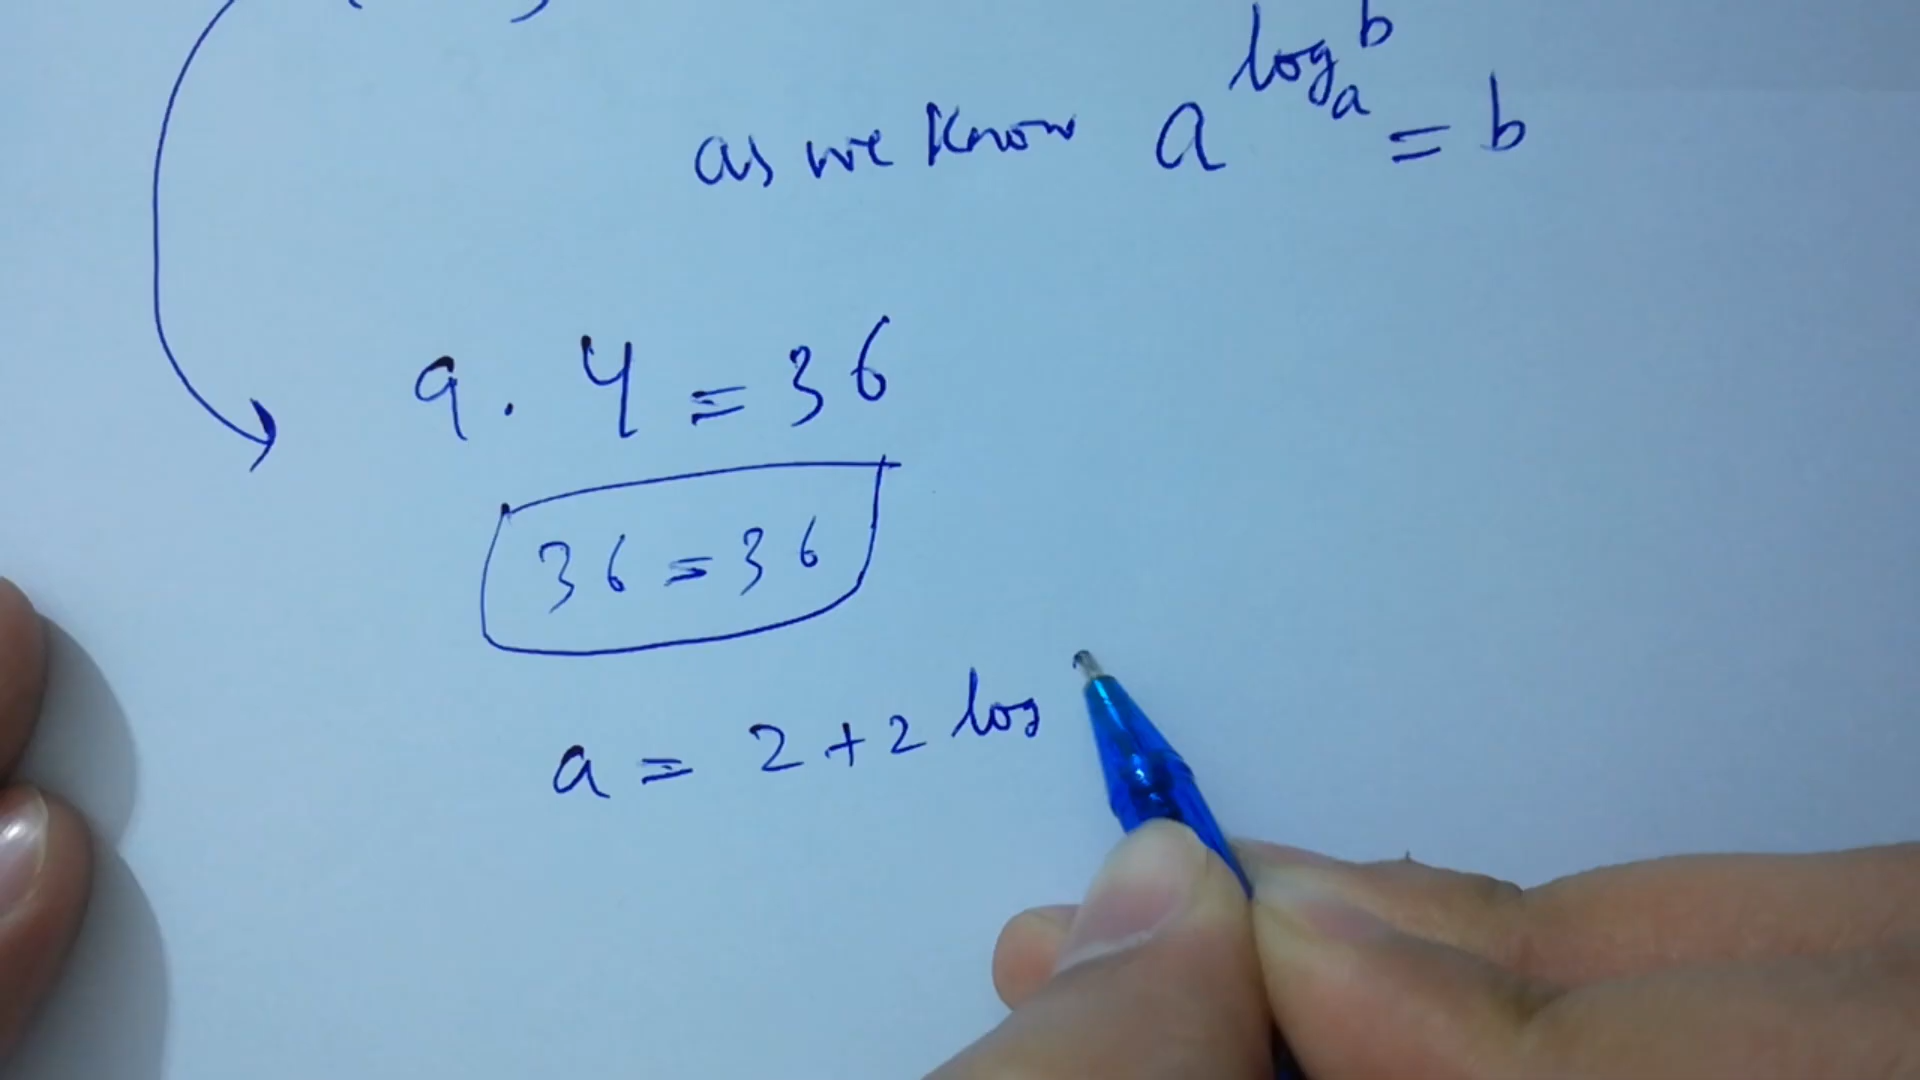 as we know a^{log_a b} = b
9 . 4 = 36
36 = 36
a = 2 + 2 log